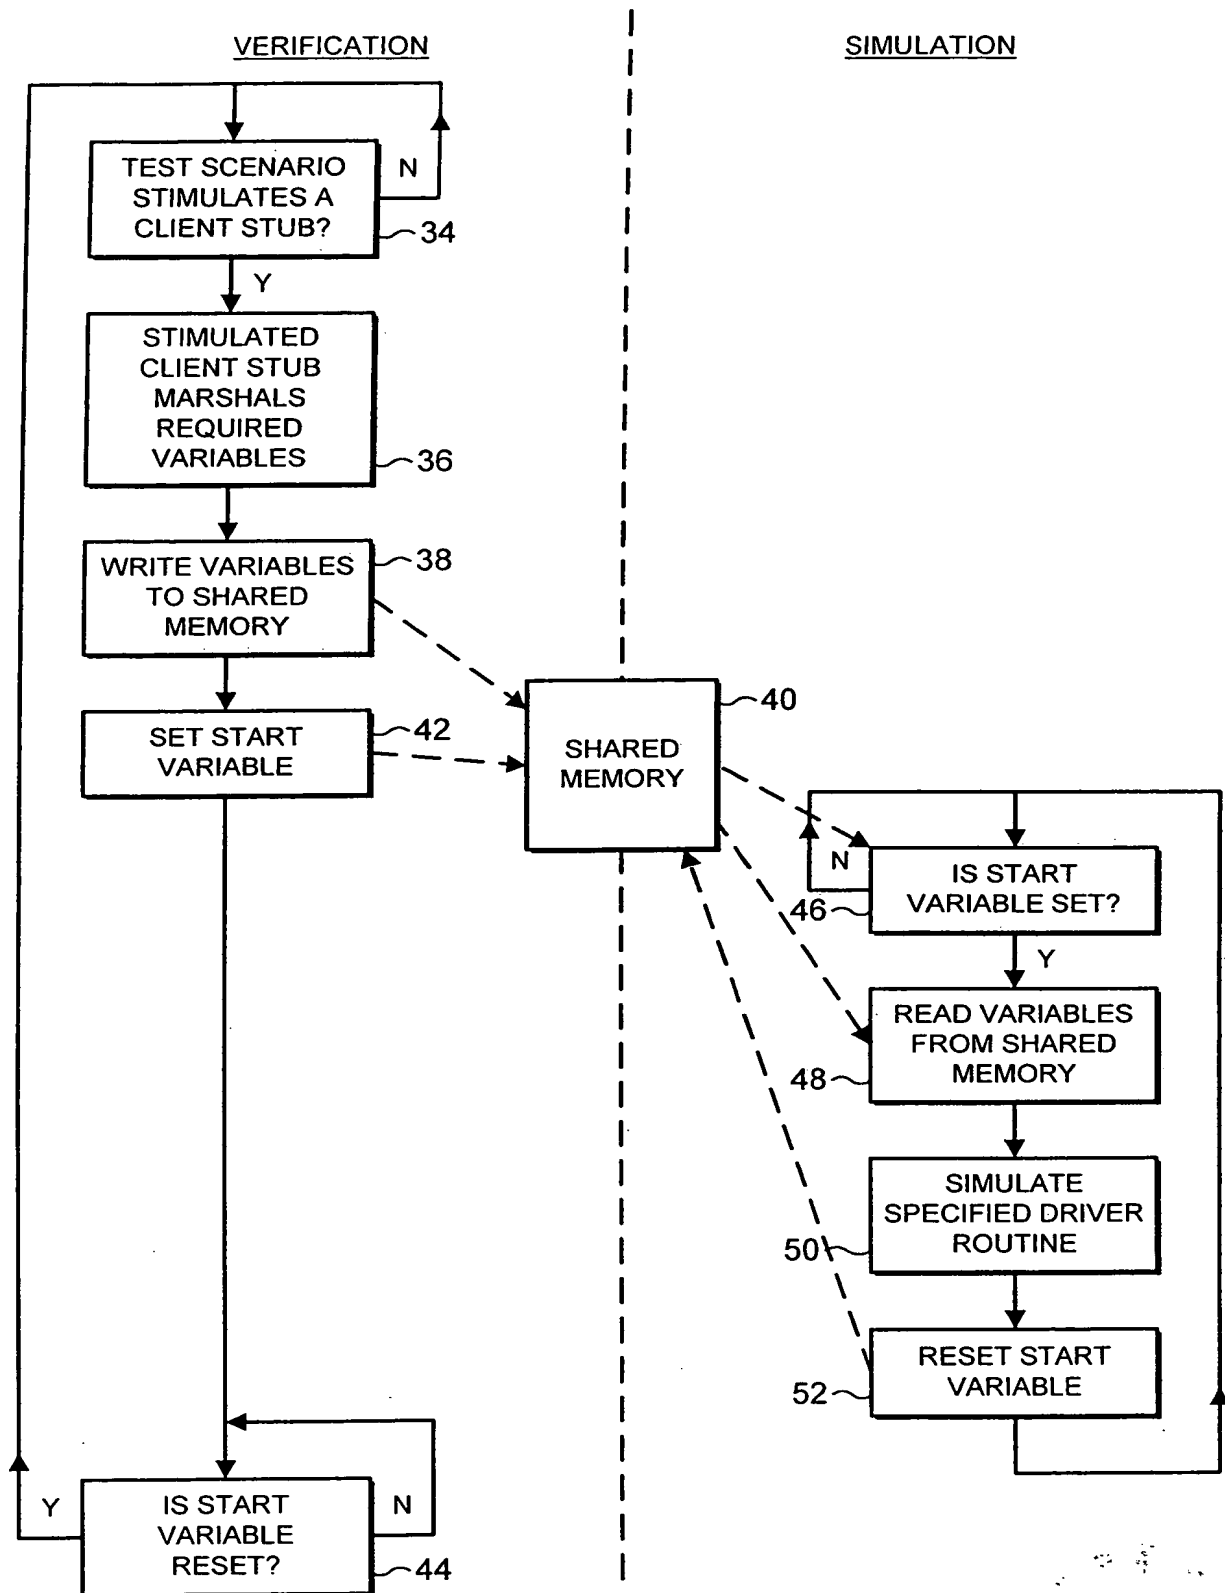 VERIFICATION
SIMULATION
TEST SCENARIO
STIMULATES A
CLIENT STUB?
N
34
Y
STIMULATED
CLIENT STUB
MARSHALS
REQUIRED
VARIABLES
36
WRITE VARIABLES
TO SHARED
MEMORY
38
SET START
VARIABLE
42
SHARED
MEMORY
40
IS START
VARIABLE SET?
N
46
Y
READ VARIABLES
FROM SHARED
MEMORY
48
SIMULATE
SPECIFIED DRIVER
ROUTINE
50
RESET START
VARIABLE
52
IS START
VARIABLE
RESET?
Y
N
44